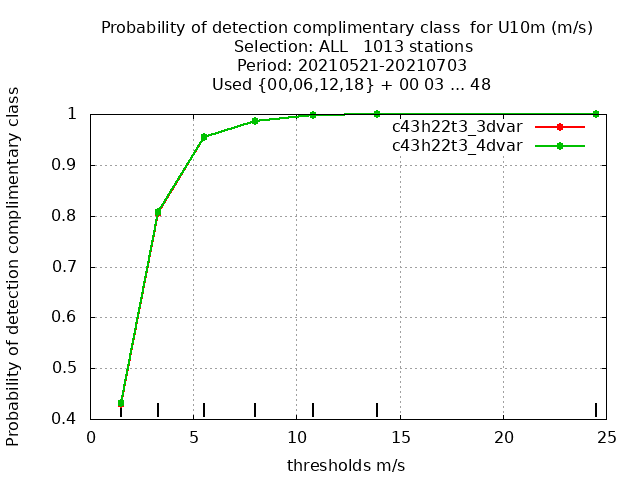 Probability of detection complimentary class  for U10m (m/s)
Selection: ALL   1013 stations
Period: 20210521-20210703
Used {00,06,12,18} + 00 03 ... 48
Probability of detection complimentary class
1
0.9
0.8
0.7
0.6
0.5
0.4
c43h22t3_3dvar
c43h22t3_4dvar
0 5 10 15 20 25
thresholds m/s